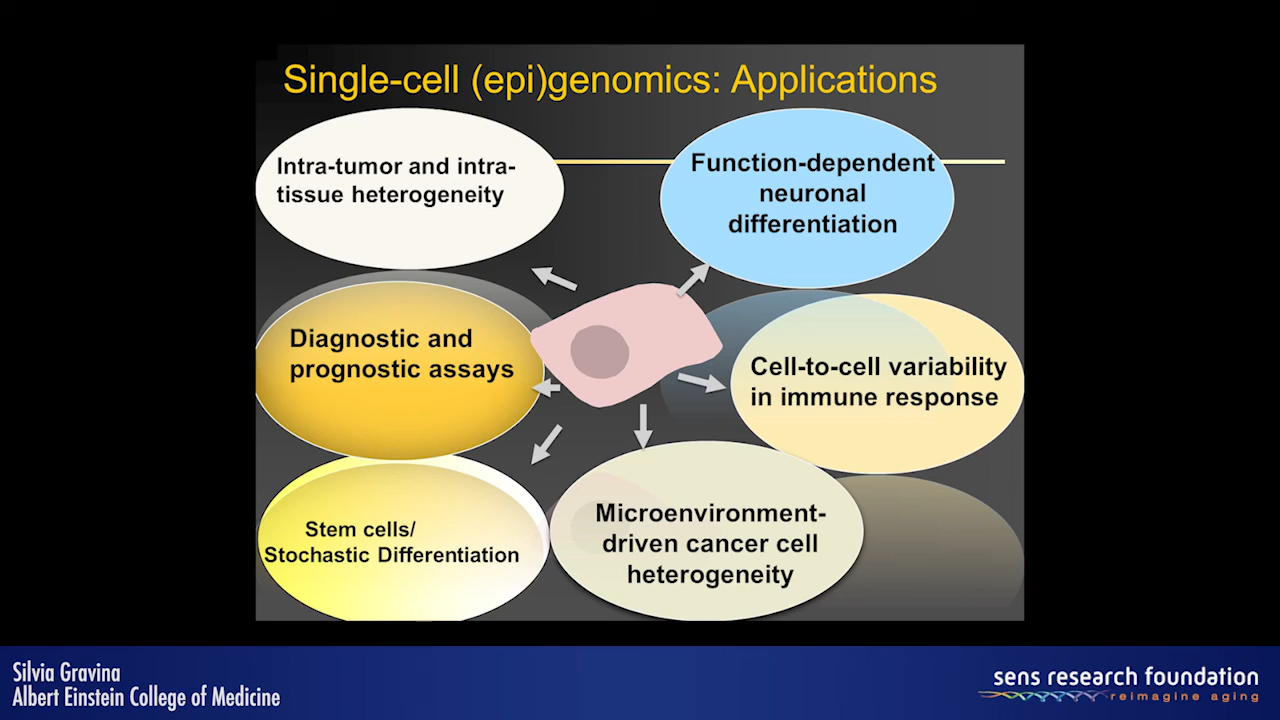 Single-cell (epi)genomics: Applications
Intra-tumor and intra-
tissue heterogeneity
Function-dependent
neuronal
differentiation
Diagnostic and
prognostic assays
Cell-to-cell variability
in immune response
Stem cells/
Stochastic Differentiation
Microenvironment-
driven cancer cell
heterogeneity
Silvia Gravina
Albert Einstein College of Medicine
sens research foundation
reimagine aging